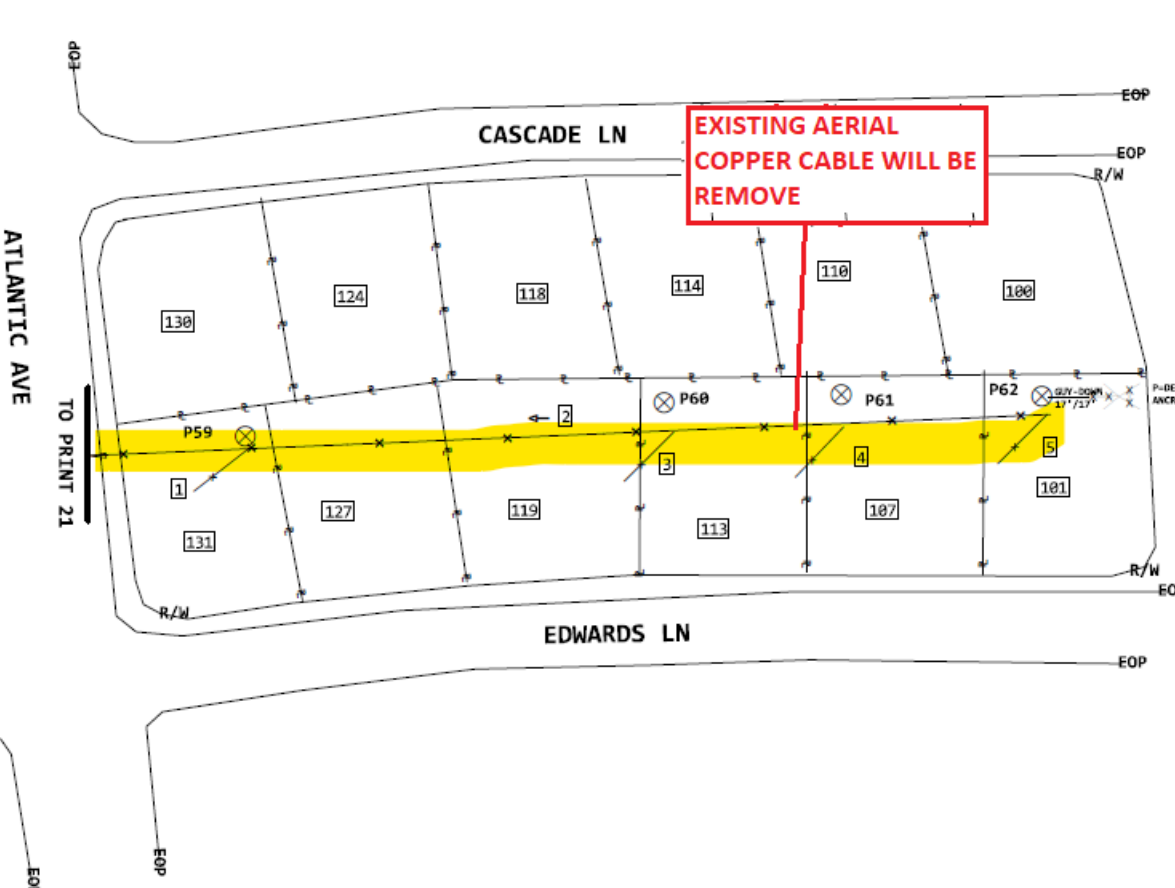 EOP
EOP
CASCADE LN
EXISTING AERIAL
COPPER CABLE WILL BE
REMOVE
EOP
R/W
ATLANTIC AVE
130
124
118
114
110
100
TO PRINT 21
P59
2
P60
P61
P62
GUY-DOWN
17'/17'
1
3
4
5
131
127
119
113
107
101
R/W
R/W
EDWARDS LN
EOP
EOP